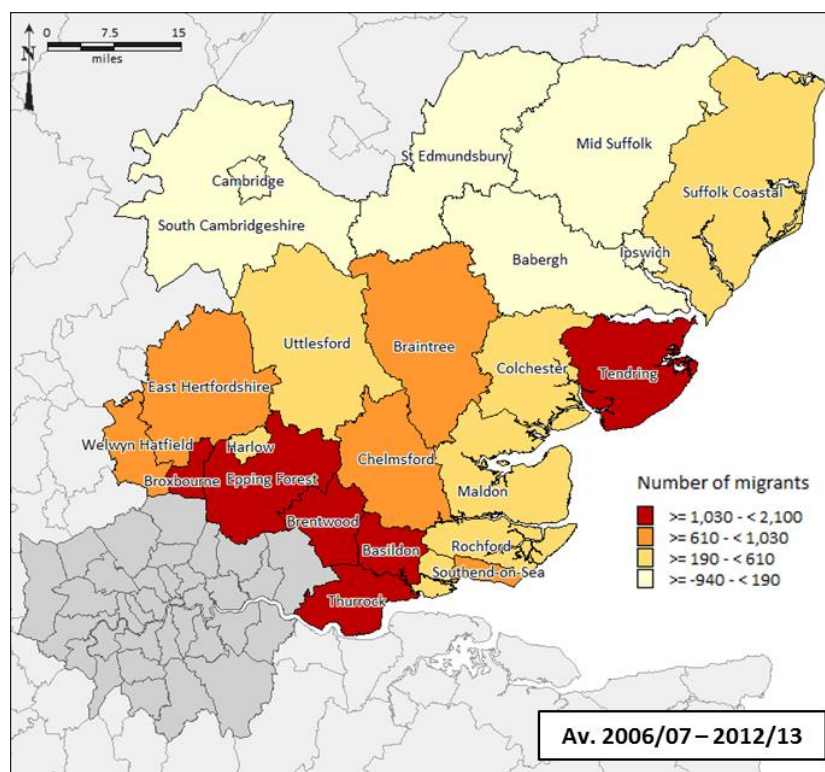 0 7.5 15
miles
N
St Edmundsbury
Mid Suffolk
Cambridge
Suffolk Coastal
South Cambridgeshire
Ipswich
Babergh
Uttlesford
Braintree
Colchester
Tendring
East Hertfordshire
Welwyn Hatfield
Harlow
Chelmsford
Broxbourne
Epping Forest
Maldon
Brentwood
Basildon
Rochford
Southend-on-Sea
Thurrock
Number of migrants
>= 1,030 - < 2,100
>= 610 - < 1,030
>= 190 - < 610
>= -940 - < 190
Av. 2006/07 – 2012/13